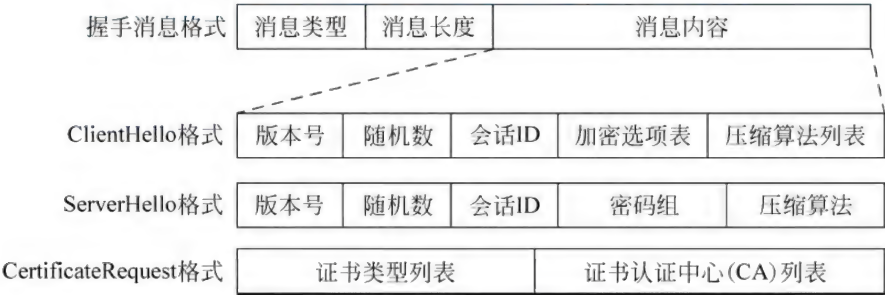 握手消息格式 消息类型 消息长度 消息内容
ClientHello格式 版本号 随机数 会话ID 加密选项表 压缩算法列表
ServerHello格式 版本号 随机数 会话ID 密码组 压缩算法
CertificateRequest格式 证书类型列表 证书认证中心(CA)列表